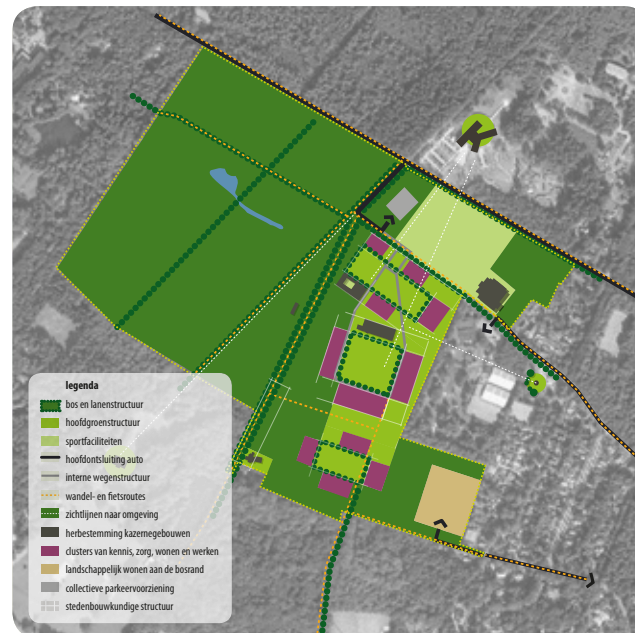 legenda
bos en lanenstructuur
hoofdgroenstructuur
sportfaciliteiten
hoofdontsluiting auto
interne wegenstructuur
wandel- en fietsroutes
zichtlijnen naar omgeving
herbestemming kazernegebouwen
clusters van kennis, zorg, wonen en werken
landschappelijk wonen aan de bosrand
collectieve parkeervoorziening
stedenbouwkundige structuur